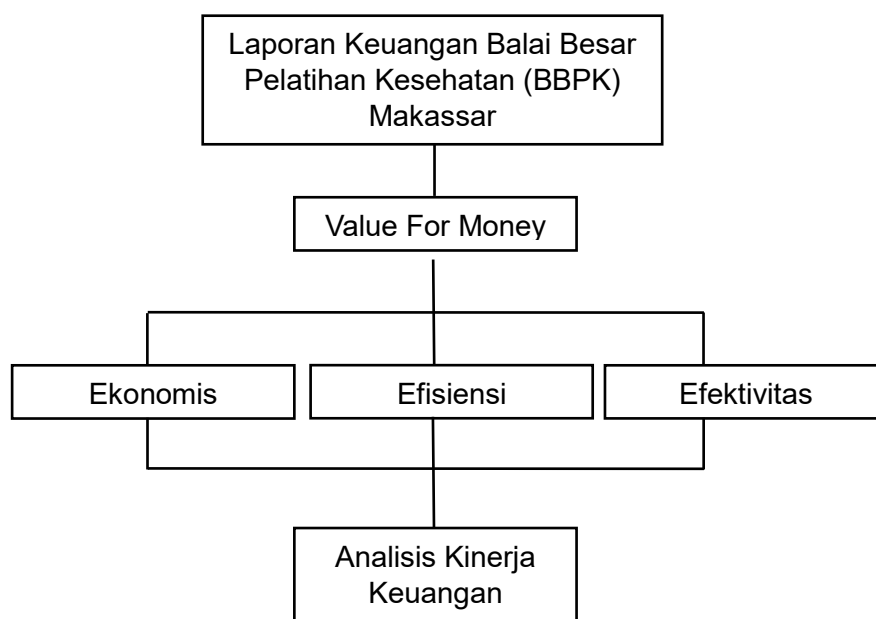 Laporan Keuangan Balai Besar
Pelatihan Kesehatan (BBPK)
Makassar
Value For Money
Ekonomis
Efisiensi
Efektivitas
Analisis Kinerja
Keuangan